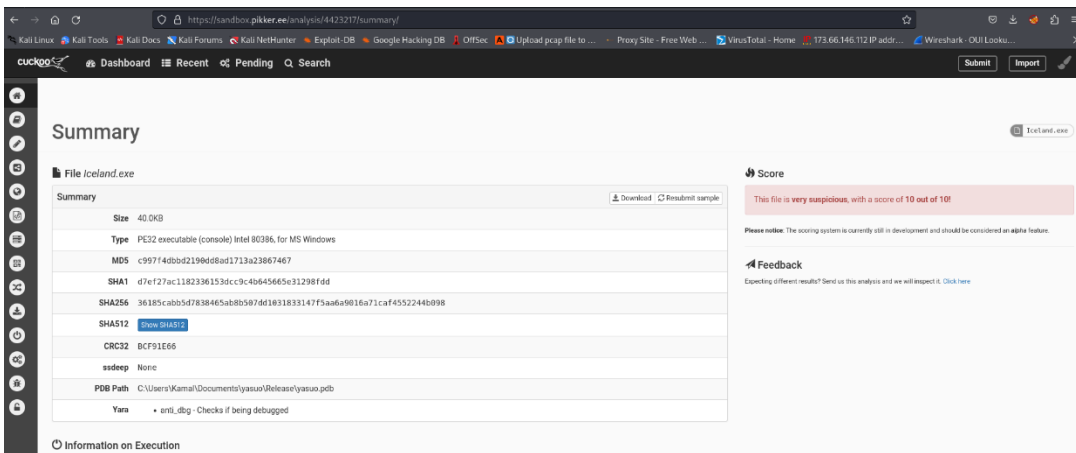 https://sandbox.pikker.ee/analysis/4423217/summary/
Kali Linux Kali Tools Kali Docs Kali Forums Kali NetHunter Exploit-DB Google Hacking DB OffSec Upload pcap file to ... Proxy Site - Free Web ... VirusTotal - Home 173.66.146.112 IP addr... Wireshark - OUI Looku...
cuckoo Dashboard Recent Pending Search Submit Import
Summary
Iceland.exe
File Iceland.exe
Summary Download Resubmit sample
Size 40.0KB
Type PE32 executable (console) Intel 80386, for MS Windows
MD5 c997f4dbbd2190dd8ad1713a23867467
SHA1 d7ef27ac1182336153dcc9c4b645665e31298fdd
SHA256 36185cabb5d7838465ab8b507dd1031833147f5aa6a9016a71caf4552244b098
SHA512 Show SHA512
CRC32 BCF91E66
ssdeep None
PDB Path C:\Users\Kamal\Documents\yasuo\Release\yasuo.pdb
Yara • anti_dbg - Checks if being debugged
Information on Execution
Score
This file is very suspicious, with a score of 10 out of 10!
Please notice: The scoring system is currently still in development and should be considered an alpha feature.
Feedback
Expecting different results? Send us this analysis and we will inspect it. Click here